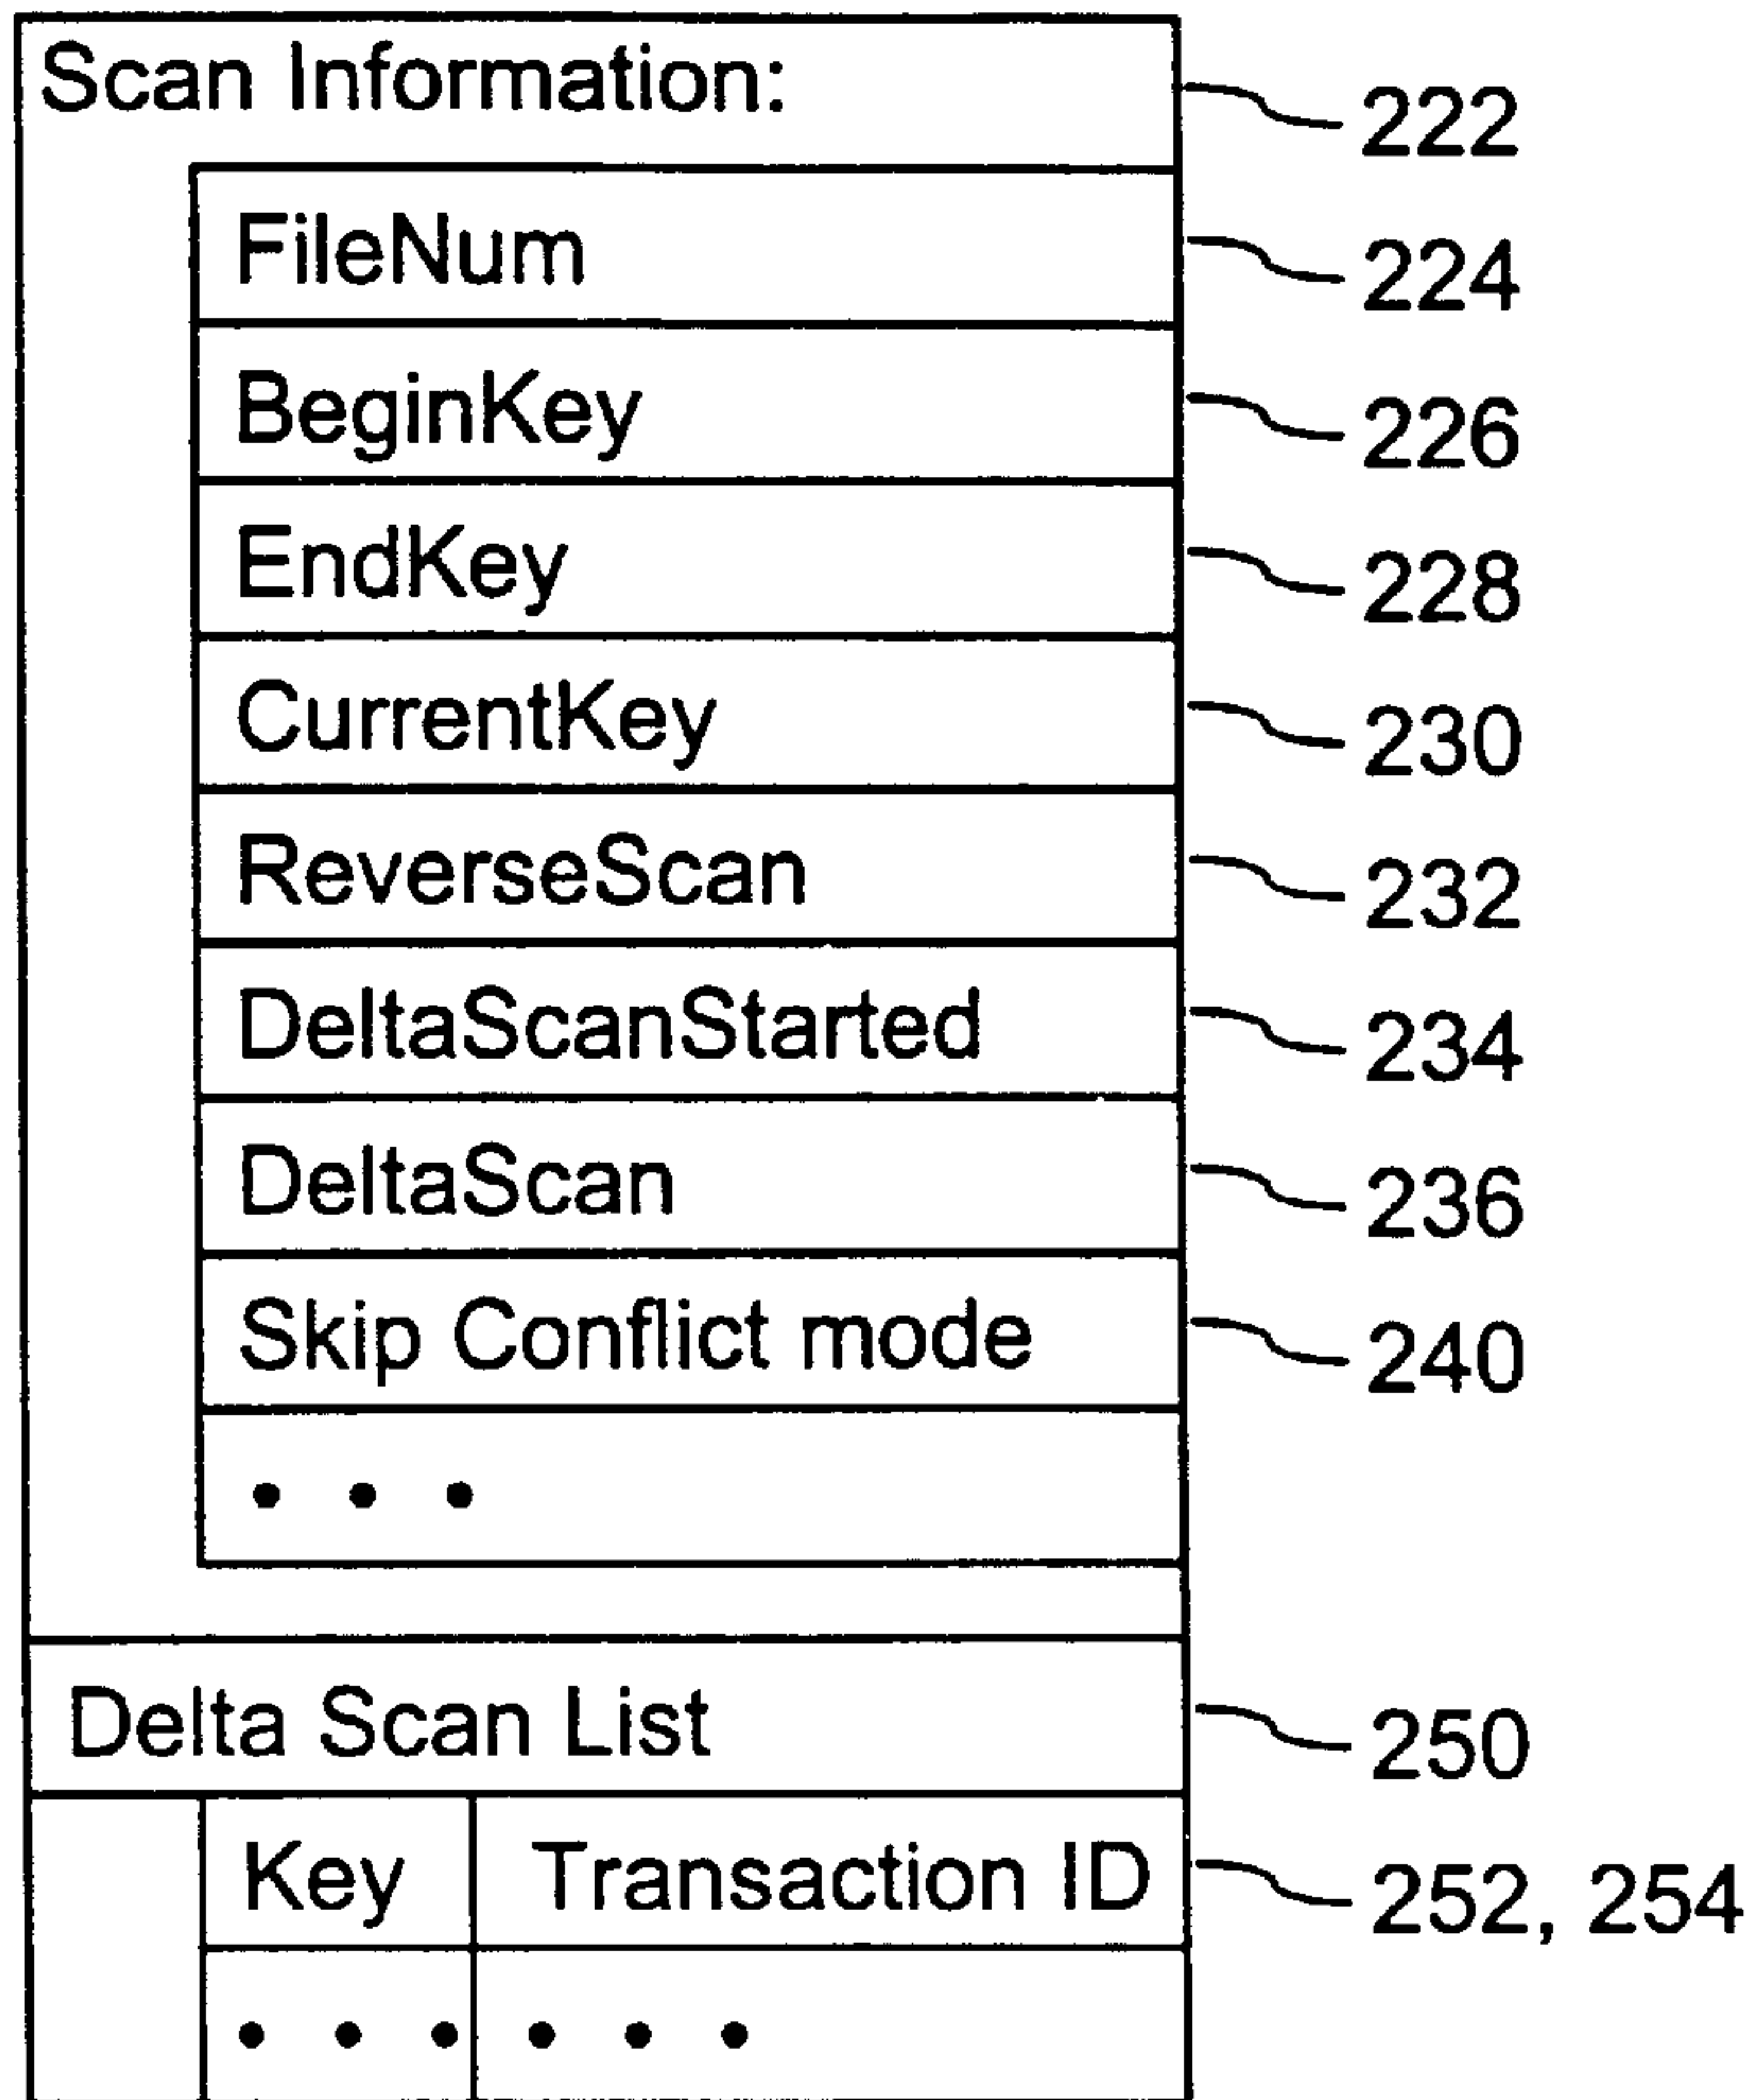 Scan Information: 222
FileNum 224
BeginKey 226
EndKey 228
CurrentKey 230
ReverseScan 232
DeltaScanStarted 234
DeltaScan 236
Skip Conflict mode 240
• • •
Delta Scan List 250
Key Transaction ID 252, 254
• • • • • •